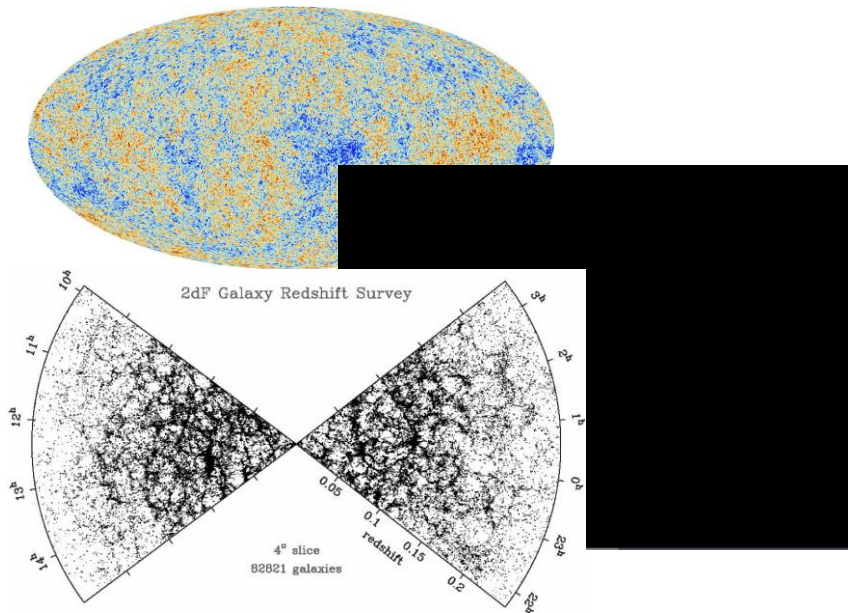 2dF Galaxy Redshift Survey
10ʰ
11ʰ
12ʰ
13ʰ
14ʰ
3ʰ
2ʰ
1ʰ
0ʰ
23ʰ
22ʰ
0.05
0.1
0.15
0.2
redshift
4° slice
82821 galaxies